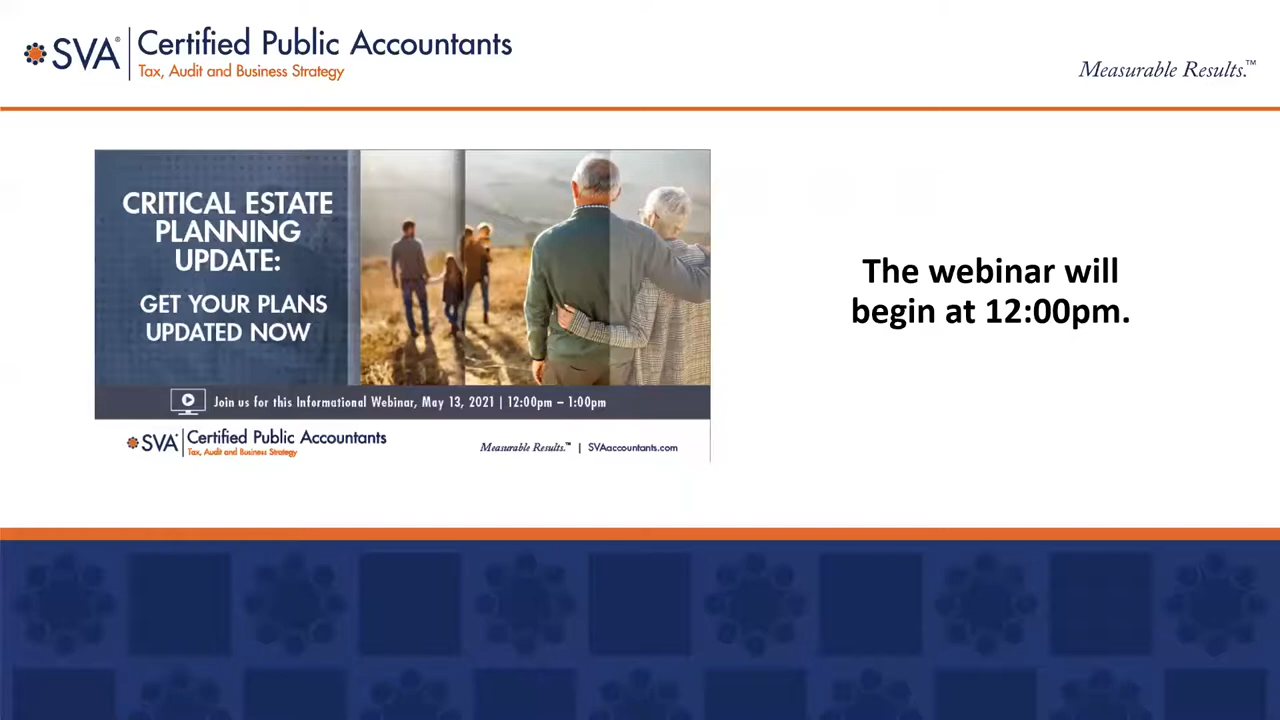 SVA® Certified Public Accountants
Tax, Audit and Business Strategy
Measurable Results.™
CRITICAL ESTATE
PLANNING
UPDATE:
GET YOUR PLANS
UPDATED NOW
The webinar will
begin at 12:00pm.
Join us for this Informational Webinar, May 13, 2021 | 12:00pm – 1:00pm
SVA® Certified Public Accountants
Tax, Audit and Business Strategy
Measurable Results.™ | SVAaccountants.com